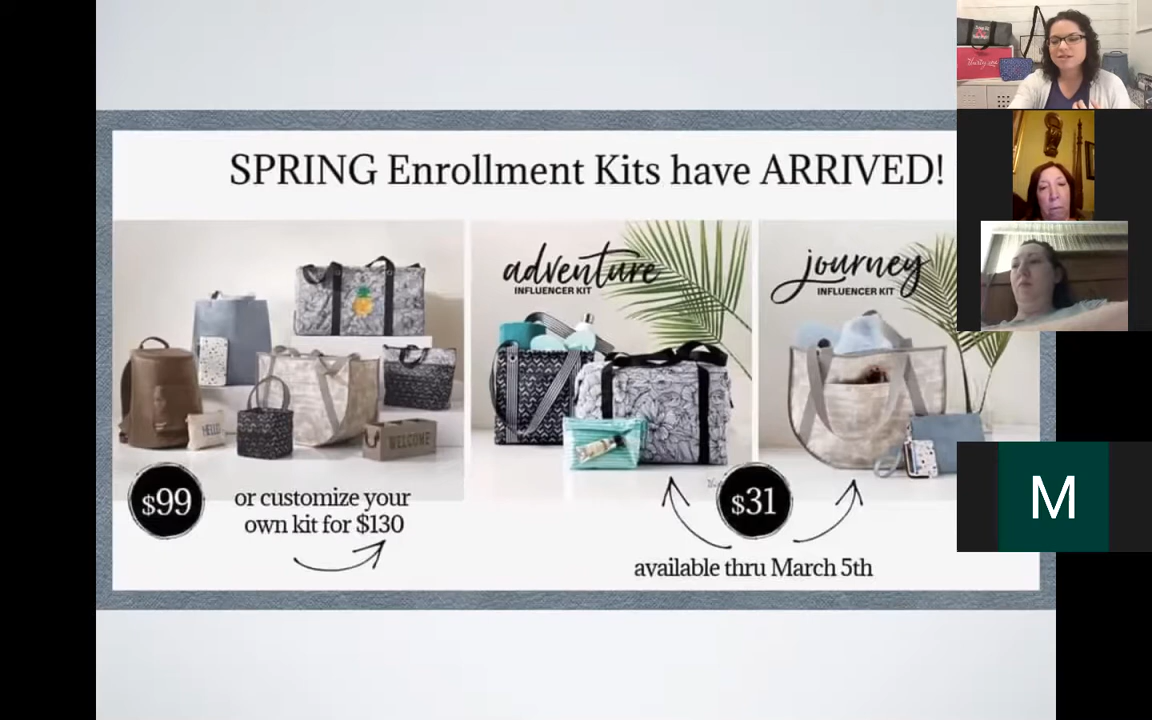 SPRING Enrollment Kits have ARRIVED!
adventure
INFLUENCER KIT
journey
INFLUENCER KIT
HELLO
WELCOME
$99
or customize your
own kit for $130
$31
available thru March 5th
M